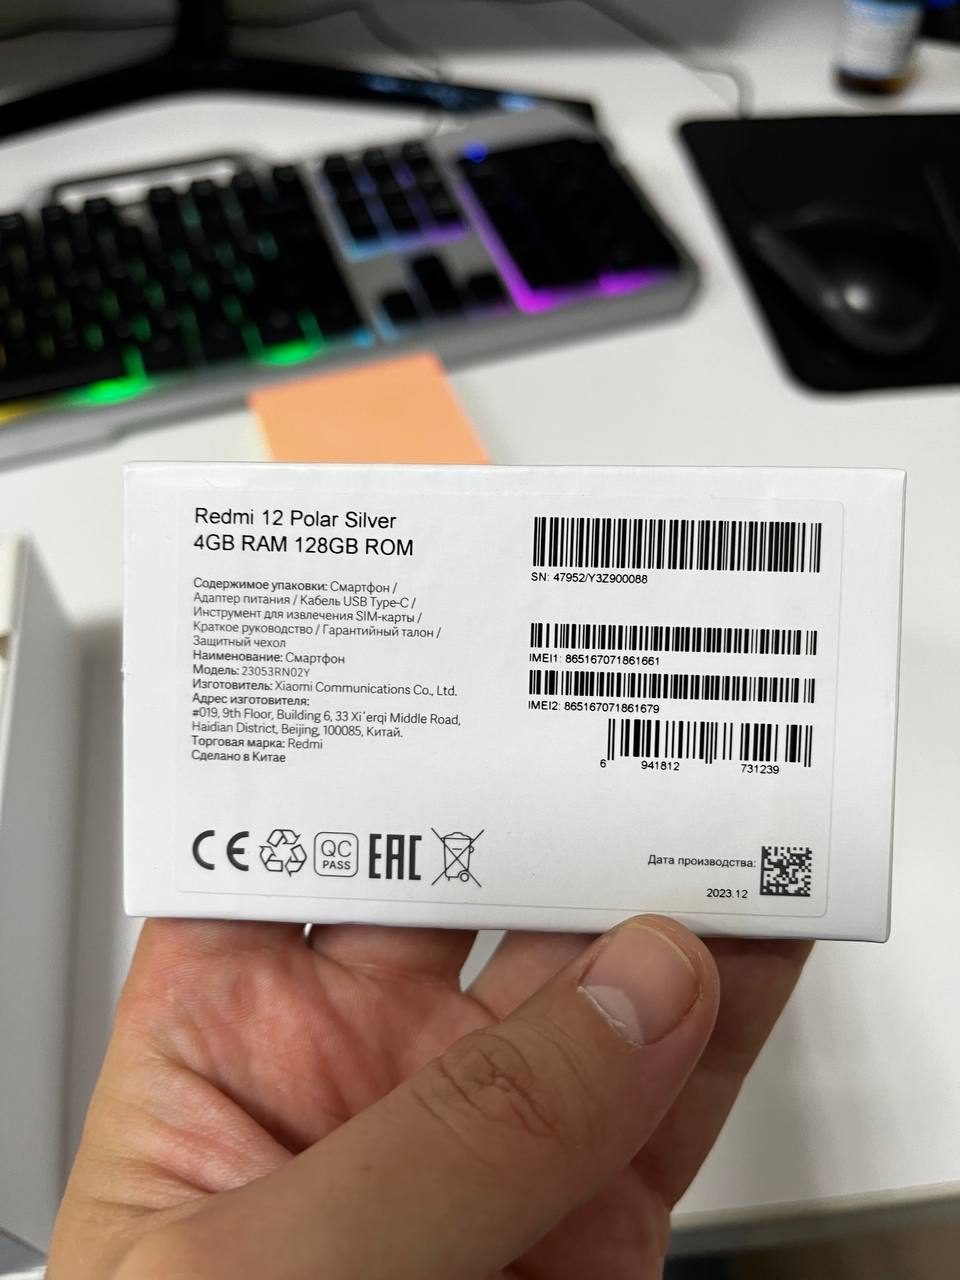 Redmi 12 Polar Silver
4GB RAM 128GB ROM
Содержимое упаковки: Смартфон /
Адаптер питания / Кабель USB Type-C /
Инструмент для извлечения SIM-карты /
Краткое руководство / Гарантийный талон /
Защитный чехол
Наименование: Смартфон
Модель: 23053RN02Y
Изготовитель: Xiaomi Communications Co., Ltd.
Адрес изготовителя:
#019, 9th Floor, Building 6, 33 Xi'erqi Middle Road,
Haidian District, Beijing, 100085, Китай.
Торговая марка: Redmi
Сделано в Китае
SN: 47952/Y3Z900088
IMEI1: 865167071861661
IMEI2: 865167071861679
6 941812 731239
CE
QC
PASS
EAC
Дата производства:
2023.12